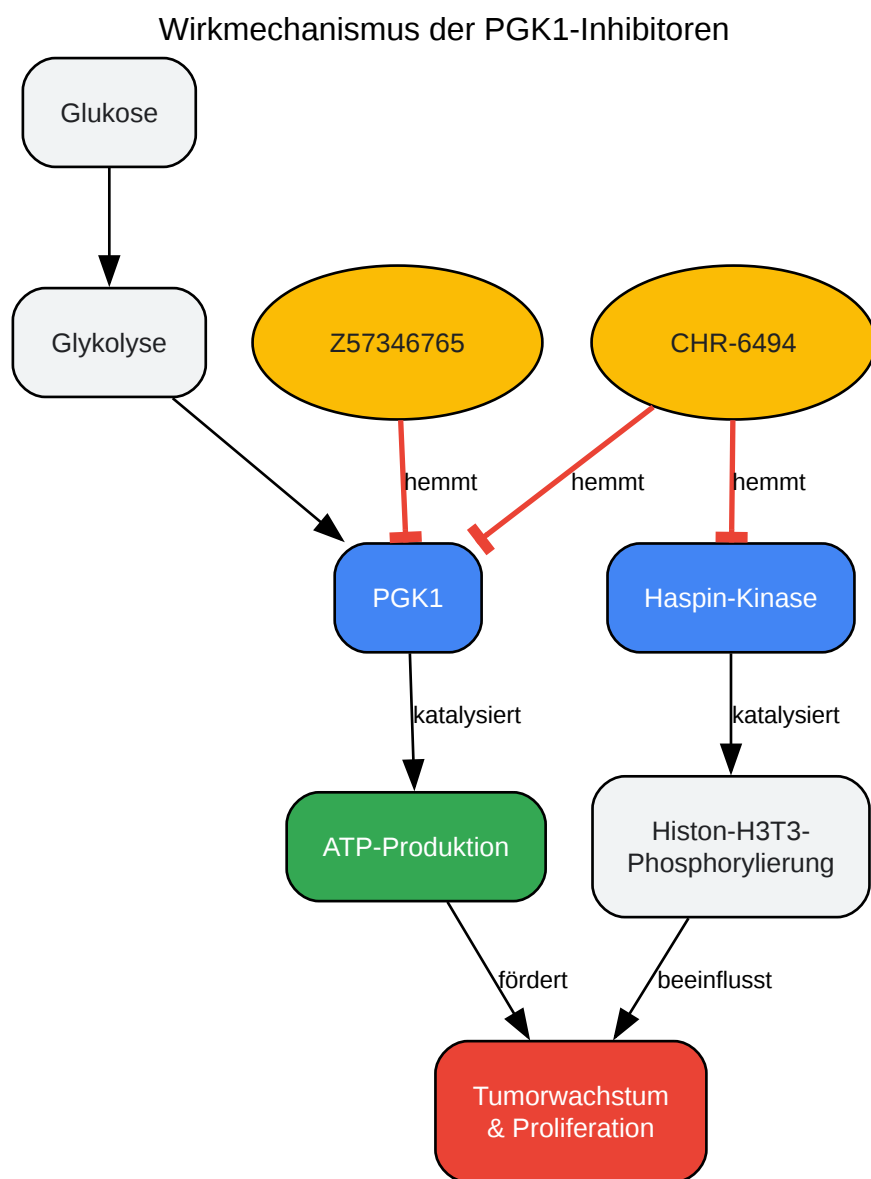 Wirkmechanismus der PGK1-Inhibitoren
Glukose
Glykolyse
Z57346765
CHR-6494
hemmt
hemmt
hemmt
PGK1
Haspin-Kinase
katalysiert
katalysiert
ATP-Produktion
Histon-H3T3-
Phosphorylierung
fördert
beeinflusst
Tumorwachstum
& Proliferation